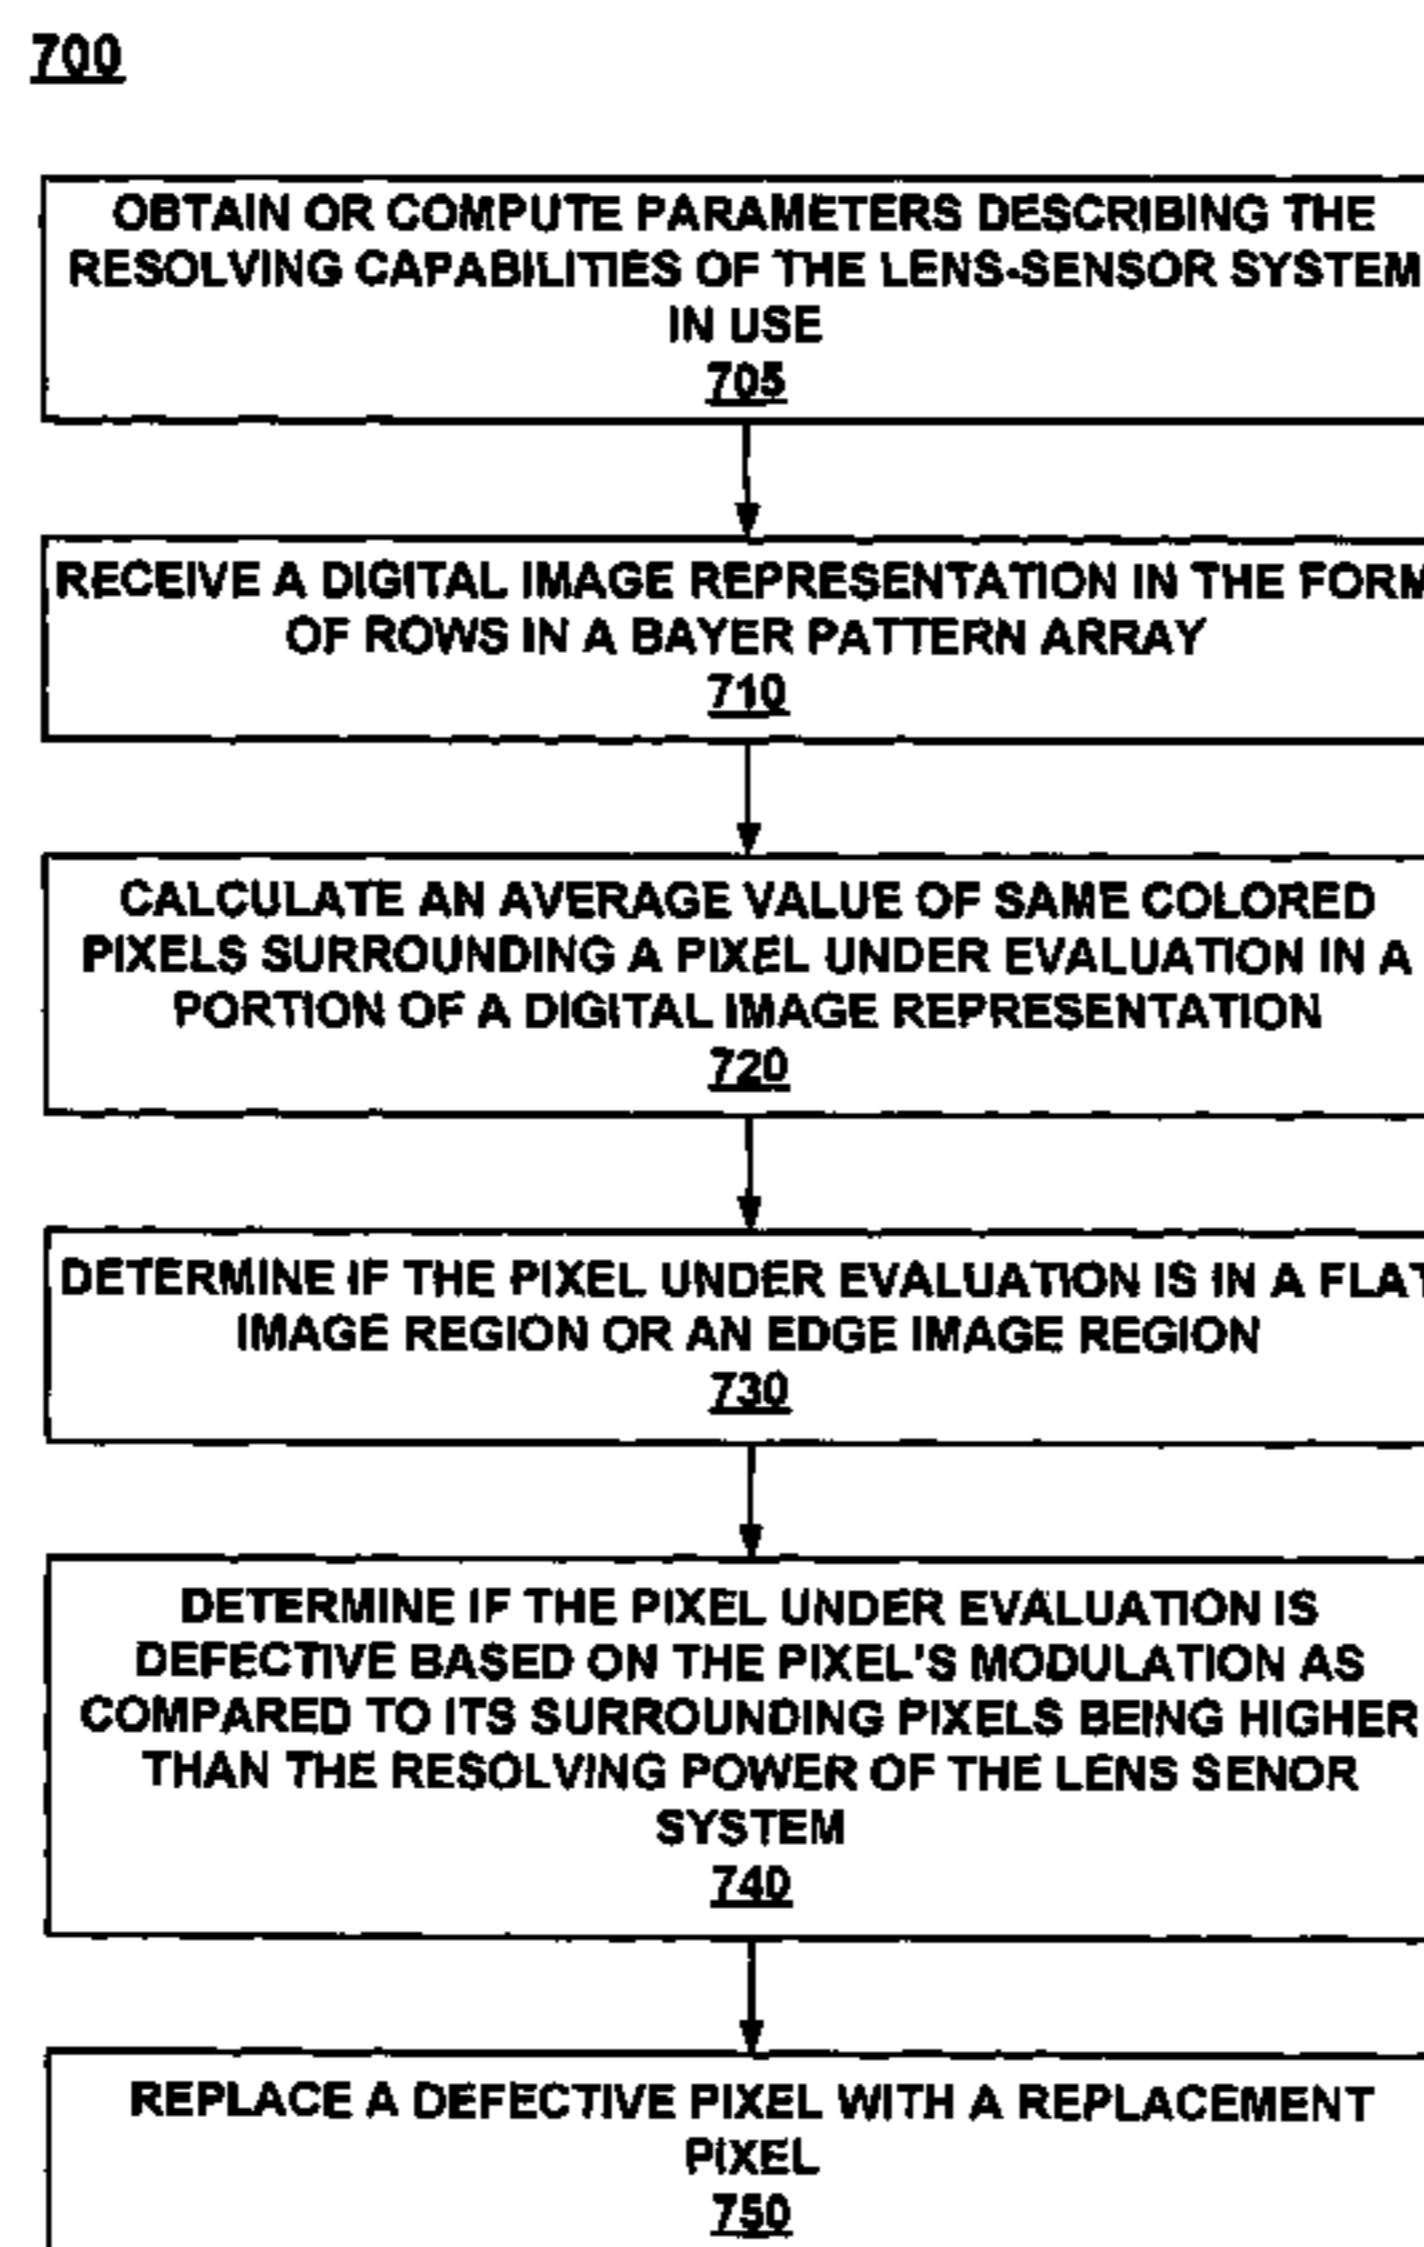 700
OBTAIN OR COMPUTE PARAMETERS DESCRIBING THE
RESOLVING CAPABILITIES OF THE LENS-SENSOR SYSTEM
IN USE
705
RECEIVE A DIGITAL IMAGE REPRESENTATION IN THE FORM
OF ROWS IN A BAYER PATTERN ARRAY
710
CALCULATE AN AVERAGE VALUE OF SAME COLORED
PIXELS SURROUNDING A PIXEL UNDER EVALUATION IN A
PORTION OF A DIGITAL IMAGE REPRESENTATION
720
DETERMINE IF THE PIXEL UNDER EVALUATION IS IN A FLAT
IMAGE REGION OR AN EDGE IMAGE REGION
730
DETERMINE IF THE PIXEL UNDER EVALUATION IS
DEFECTIVE BASED ON THE PIXEL'S MODULATION AS
COMPARED TO ITS SURROUNDING PIXELS BEING HIGHER
THAN THE RESOLVING POWER OF THE LENS SENOR
SYSTEM
740
REPLACE A DEFECTIVE PIXEL WITH A REPLACEMENT
PIXEL
750